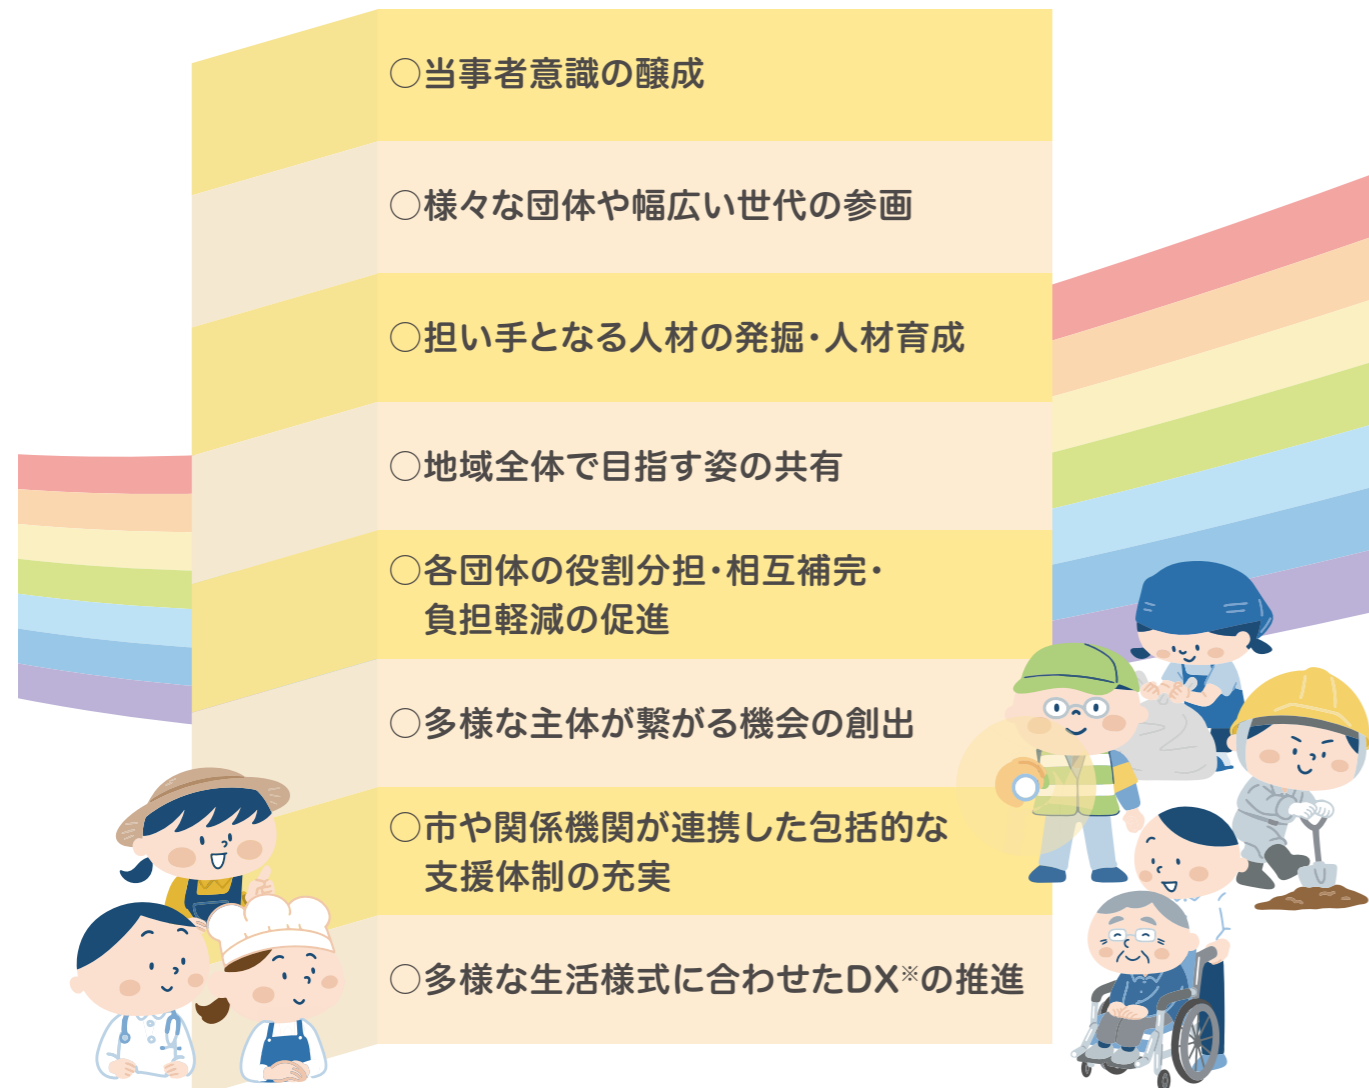 ○当事者意識の醸成
○様々な団体や幅広い世代の参画
○担い手となる人材の発掘・人材育成
○地域全体で目指す姿の共有
○各団体の役割分担・相互補完・
負担軽減の促進
○多様な主体が繋がる機会の創出
○市や関係機関が連携した包括的な
支援体制の充実
○多様な生活様式に合わせたDX※の推進